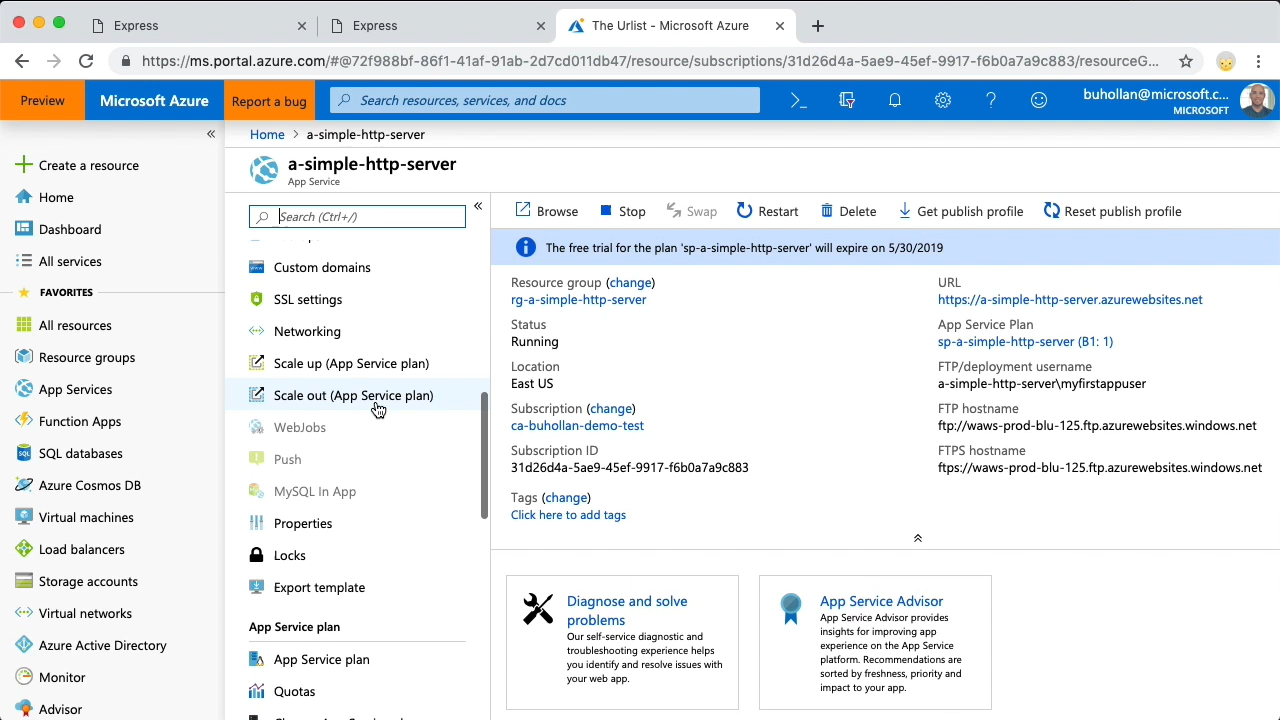 Express
Express
The Urlist - Microsoft Azure
https://ms.portal.azure.com/#@72f988bf-86f1-41af-91ab-2d7cd011db47/resource/subscriptions/31d26d4a-5ae9-45ef-9917-f6b0a7a9c883/resourceG...
Preview
Microsoft Azure
Report a bug
Search resources, services, and docs
buhollan@microsoft.c...
MICROSOFT
Create a resource
Home
Dashboard
All services
FAVORITES
All resources
Resource groups
App Services
Function Apps
SQL databases
Azure Cosmos DB
Virtual machines
Load balancers
Storage accounts
Virtual networks
Azure Active Directory
Monitor
Advisor
Home > a-simple-http-server
a-simple-http-server
App Service
Search (Ctrl+/)
Custom domains
SSL settings
Networking
Scale up (App Service plan)
Scale out (App Service plan)
WebJobs
Push
MySQL In App
Properties
Locks
Export template
App Service plan
App Service plan
Quotas
Browse
Stop
Swap
Restart
Delete
Get publish profile
Reset publish profile
The free trial for the plan 'sp-a-simple-http-server' will expire on 5/30/2019
Resource group (change)
rg-a-simple-http-server
Status
Running
Location
East US
Subscription (change)
ca-buhollan-demo-test
Subscription ID
31d26d4a-5ae9-45ef-9917-f6b0a7a9c883
Tags (change)
Click here to add tags
URL
https://a-simple-http-server.azurewebsites.net
App Service Plan
sp-a-simple-http-server (B1: 1)
FTP/deployment username
a-simple-http-server\myfirstappuser
FTP hostname
ftp://waws-prod-blu-125.ftp.azurewebsites.windows.net
FTPS hostname
ftps://waws-prod-blu-125.ftp.azurewebsites.windows.net
Diagnose and solve
problems
Our self-service diagnostic and
troubleshooting experience helps
you identify and resolve issues with
your web app.
App Service Advisor
App Service Advisor provides
insights for improving app
experience on the App Service
platform. Recommendations are
sorted by freshness, priority and
impact to your app.